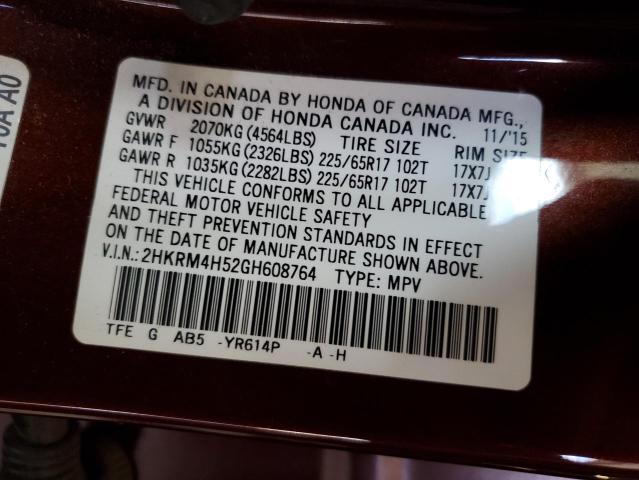 MFD. IN CANADA BY HONDA OF CANADA MFG.,
A DIVISION OF HONDA CANADA INC. 11/'15
GVWR 2070KG (4564LBS) TIRE SIZE RIM SIZE
GAWR F 1055KG (2326LBS) 225/65R17 102T 17X7J
GAWR R 1035KG (2282LBS) 225/65R17 102T 17X7J
THIS VEHICLE CONFORMS TO ALL APPLICABLE
FEDERAL MOTOR VEHICLE SAFETY
AND THEFT PREVENTION STANDARDS IN EFFECT
ON THE DATE OF MANUFACTURE SHOWN ABOVE.
V.I.N.: 2HKRM4H52GH608764 TYPE: MPV
TFE G AB5 -YR614P -A -H